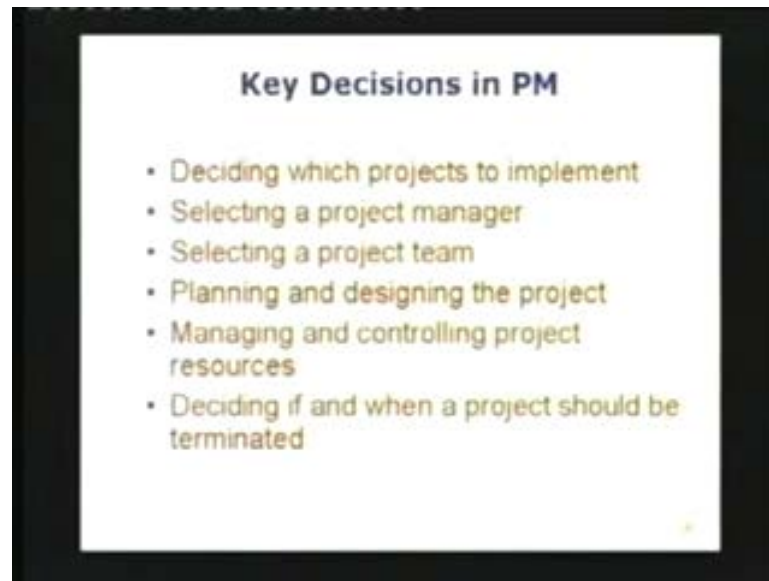 Key Decisions in PM
• Deciding which projects to implement
• Selecting a project manager
• Selecting a project team
• Planning and designing the project
• Managing and controlling project
resources
• Deciding if and when a project should be
terminated